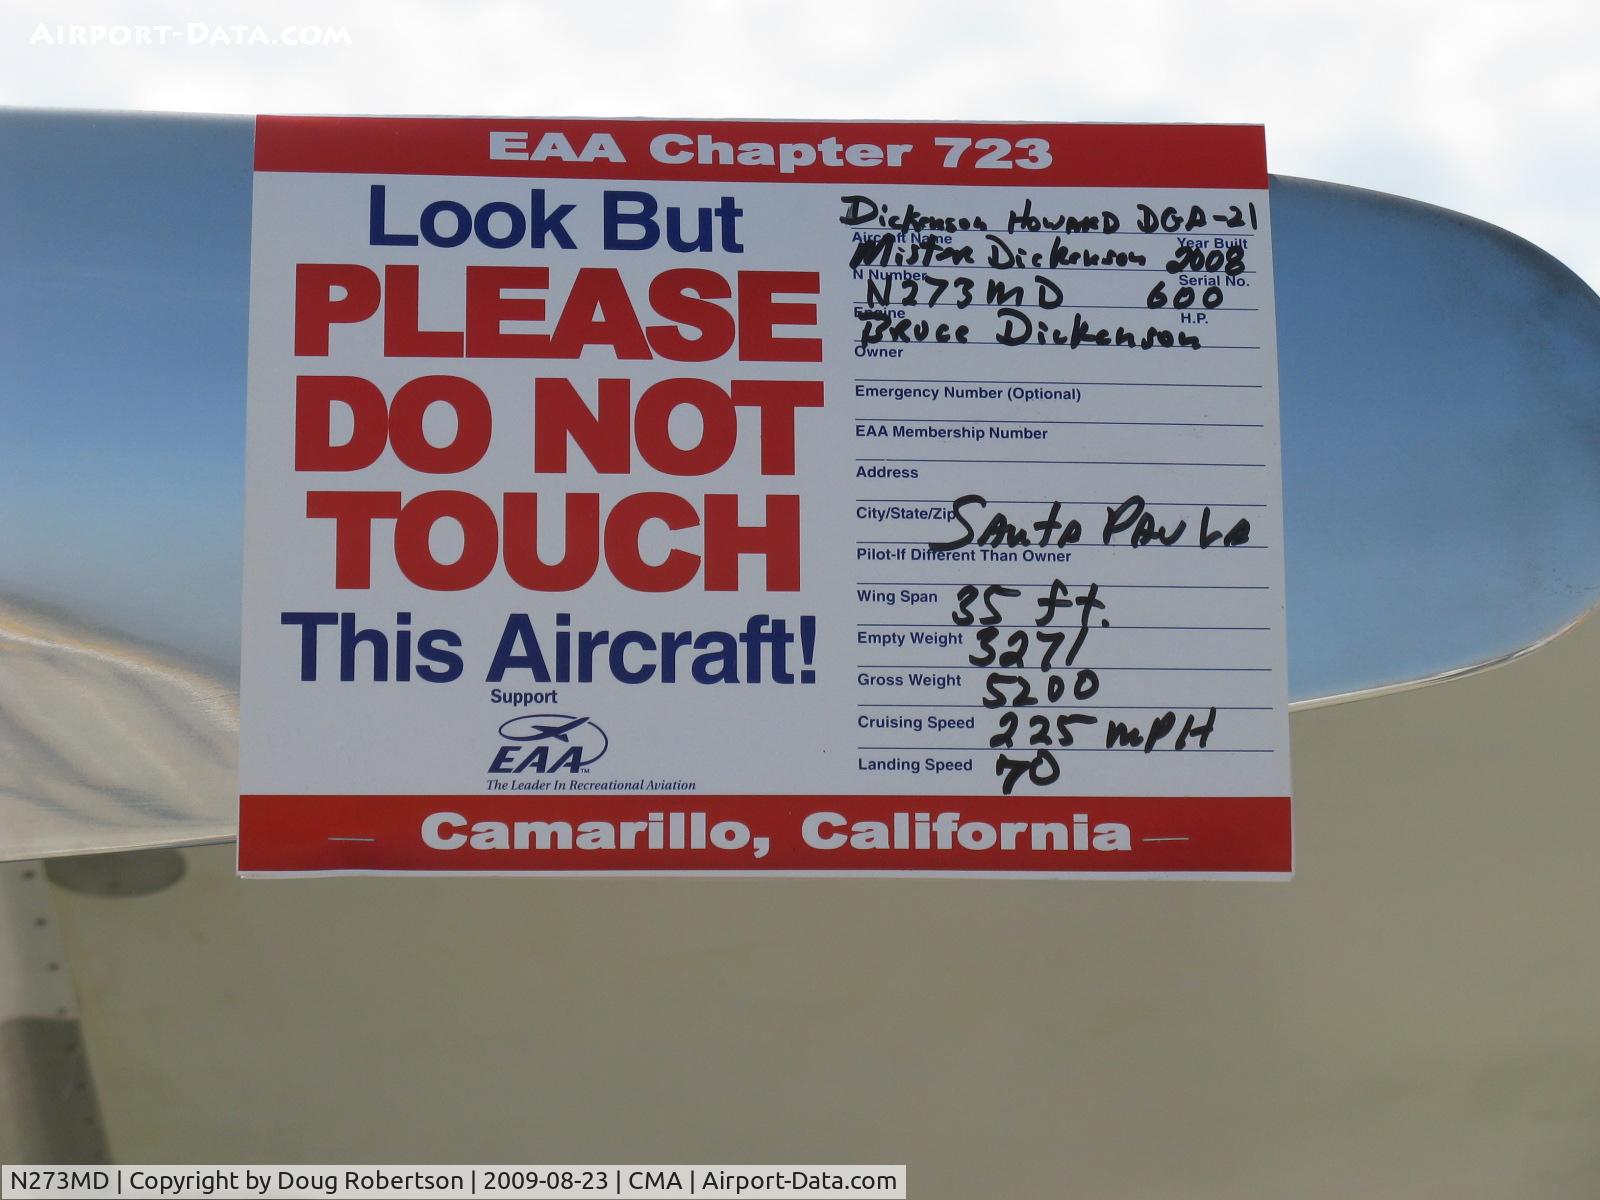 Airport-Data.com
EAA Chapter 723
Look But
PLEASE
DO NOT
TOUCH
This Aircraft!
Support
EAA™
The Leader In Recreational Aviation
Dickenson Howard DGA-21
Aircraft Name Year Built
Mister Dickenson 2008
N Number Serial No.
N273MD 600
Engine H.P.
Bruce Dickenson
Owner
Emergency Number (Optional)
EAA Membership Number
Address
City/State/Zip Santa Paula
Pilot-If Different Than Owner
Wing Span 35 ft.
Empty Weight 3271
Gross Weight 5200
Cruising Speed 225 mPH
Landing Speed 70
Camarillo, California
N273MD | Copyright by Doug Robertson | 2009-08-23 | CMA | Airport-Data.com